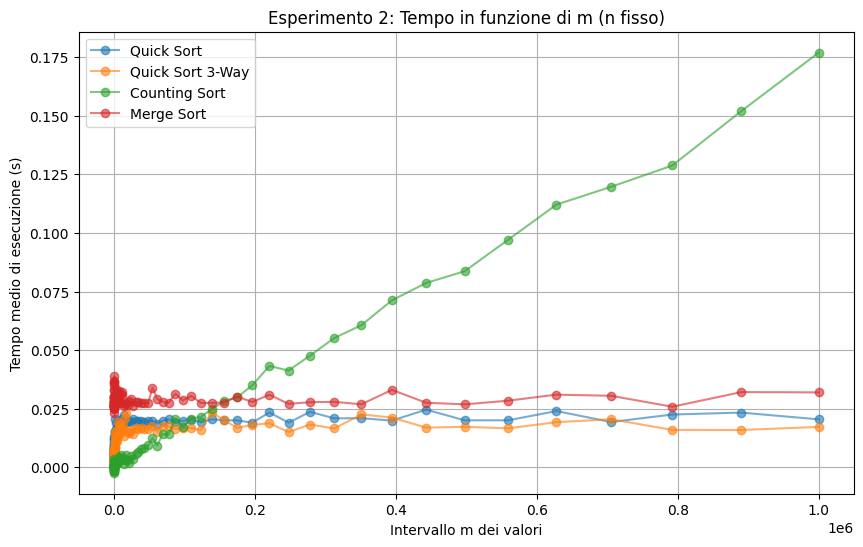 Esperimento 2: Tempo in funzione di m (n fisso)
Quick Sort
Quick Sort 3-Way
Counting Sort
Merge Sort
Tempo medio di esecuzione (s)
0.175
0.150
0.125
0.100
0.075
0.050
0.025
0.000
0.0 0.2 0.4 0.6 0.8 1.0
1e6
Intervallo m dei valori